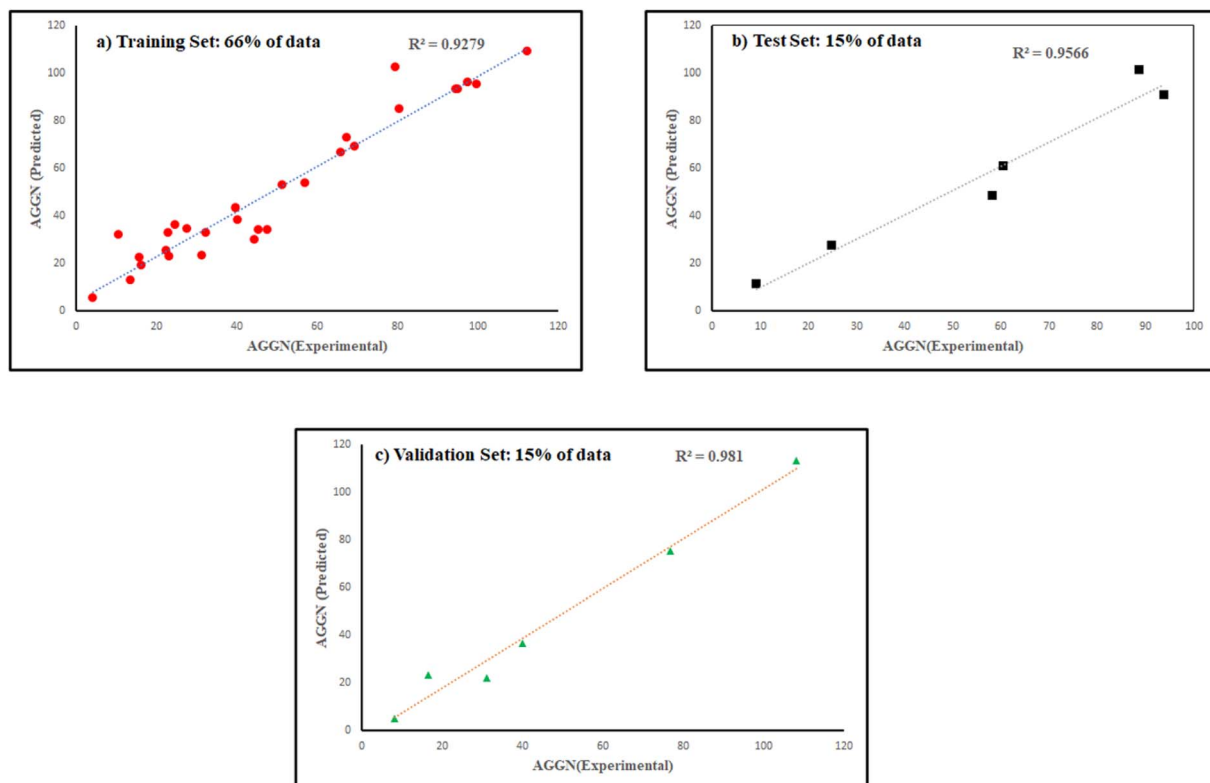 a) Training Set: 66% of data
R² = 0.9279
AGGN (Predicted)
120
100
80
60
40
20
0
0 20 40 60 80 100 120
AGGN(Experimental)
b) Test Set: 15% of data
R² = 0.9566
AGGN (Predicted)
120
100
80
60
40
20
0
0 10 20 30 40 50 60 70 80 90 100
AGGN(Experimental)
c) Validation Set: 15% of data
R² = 0.981
AGGN (Predicted)
120
100
80
60
40
20
0
0 20 40 60 80 100 120
AGGN(Experimental)